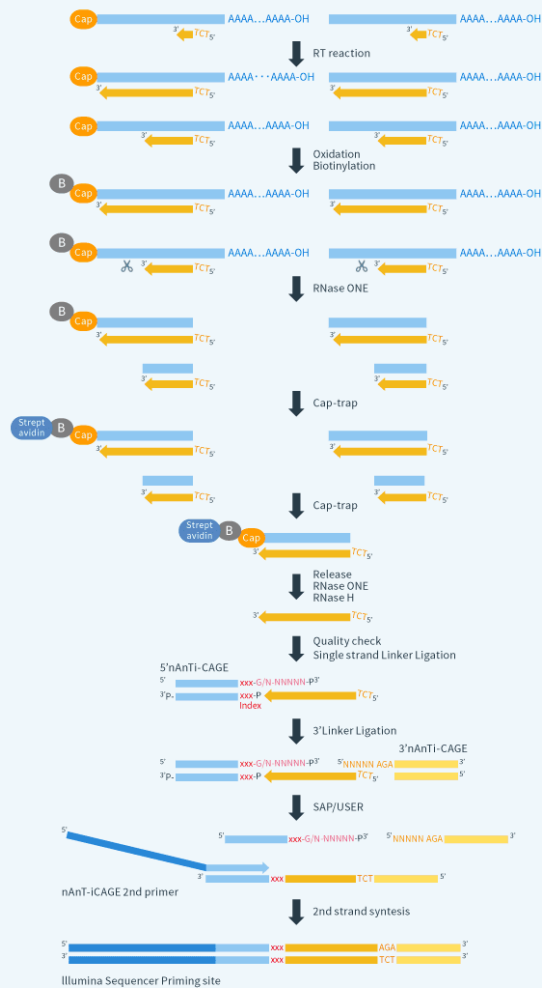 Cap AAAA...AAAA-OH AAAA...AAAA-OH
3' TCT5' 3' TCT5'
RT reaction
Cap AAAA···AAAA-OH AAAA...AAAA-OH
3' TCT5' 3' TCT5'
Cap AAAA...AAAA-OH AAAA...AAAA-OH
3' TCT5' 3' TCT5'
Oxidation
Biotinylation
B
Cap AAAA...AAAA-OH AAAA...AAAA-OH
3' TCT5' 3' TCT5'
B
Cap AAAA...AAAA-OH AAAA...AAAA-OH
3' TCT5' 3' TCT5'
RNase ONE
B
Cap
3' TCT5' 3' TCT5'
3' TCT5' 3' TCT5'
Cap-trap
Strept
avidin B Cap
3' TCT5' 3' TCT5'
3' TCT5' 3' TCT5'
Cap-trap
Strept
avidin B Cap
3' TCT5'
Release
RNase ONE
RNase H
3' TCT5'
Quality check
Single strand Linker Ligation
5'nAnTi-CAGE
5' xxx-G/N-NNNNN-P3'
3'P- xxx-P TCT5'
Index
3'Linker Ligation
3'nAnTi-CAGE
5' xxx-G/N-NNNNN-P3' 5'NNNNN AGA 3'
3'P- xxx-P TCT5' 5'
SAP/USER
5' xxx-G/N-NNNNN-P3' 5'NNNNN AGA 3'
3' xxx TCT 5'
nAnT-iCAGE 2nd primer
2nd strand syntesis
5' xxx AGA 3'
3' xxx TCT 5'
Illumina Sequencer Priming site